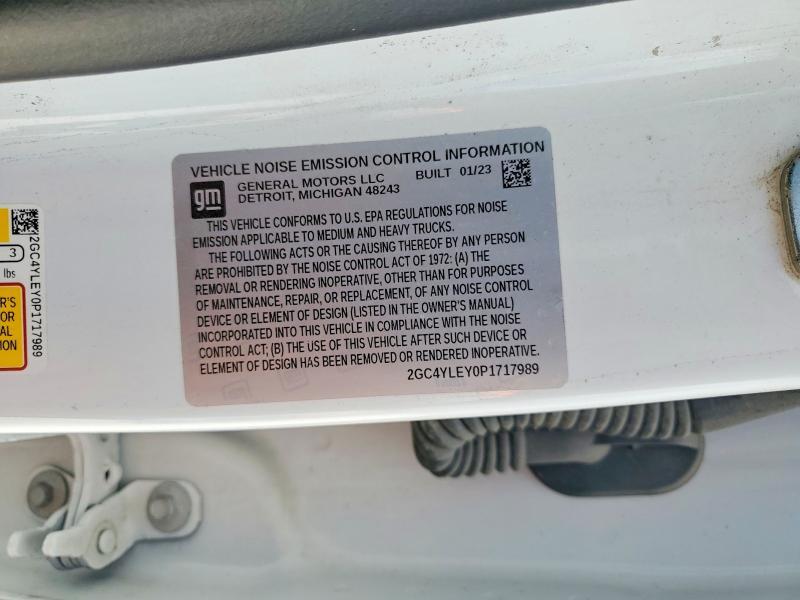 VEHICLE NOISE EMISSION CONTROL INFORMATION
gm
GENERAL MOTORS LLC BUILT 01/23
DETROIT, MICHIGAN 48243
THIS VEHICLE CONFORMS TO U.S. EPA REGULATIONS FOR NOISE
EMISSION APPLICABLE TO MEDIUM AND HEAVY TRUCKS.
THE FOLLOWING ACTS OR THE CAUSING THEREOF BY ANY PERSON
ARE PROHIBITED BY THE NOISE CONTROL ACT OF 1972: (A) THE
REMOVAL OR RENDERING INOPERATIVE, OTHER THAN FOR PURPOSES
OF MAINTENANCE, REPAIR, OR REPLACEMENT, OF ANY NOISE CONTROL
DEVICE OR ELEMENT OF DESIGN (LISTED IN THE OWNER'S MANUAL)
INCORPORATED INTO THIS VEHICLE IN COMPLIANCE WITH THE NOISE
CONTROL ACT; (B) THE USE OF THIS VEHICLE AFTER SUCH DEVICE OR
ELEMENT OF DESIGN HAS BEEN REMOVED OR RENDERED INOPERATIVE.
2GC4YLEY0P1717989
3
lbs
2GC4YLEY0P1717989
ER'S
OR
AL
ION